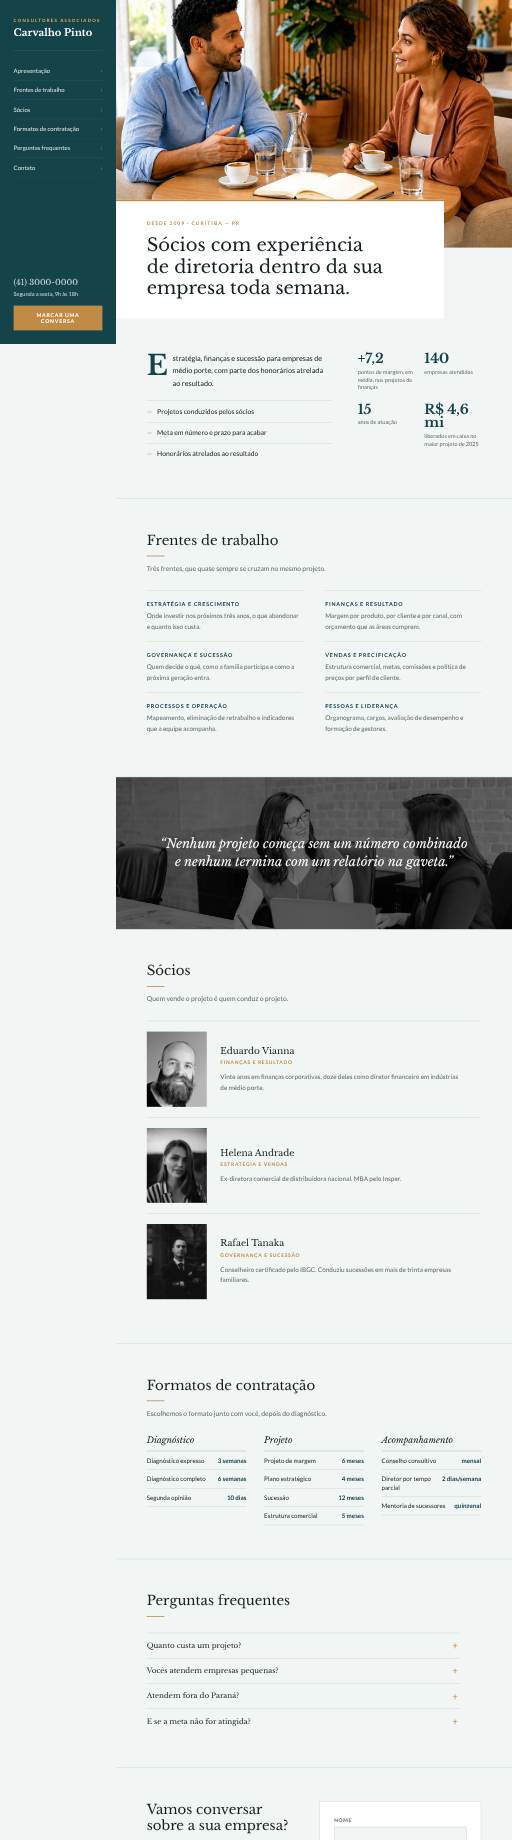 CONSULTORES ASSOCIADOS
Carvalho Pinto
Apresentação
Frentes de trabalho
Sócios
Formatos de contratação
Perguntas frequentes
Contato
(41) 3000-0000
Segunda a sexta, 9h às 18h
MARCAR UMA
CONVERSA
DESDE 2009 · CURITIBA — PR
Sócios com experiência
de diretoria dentro da sua
empresa toda semana.
Estratégia, finanças e sucessão para empresas de
médio porte, com parte dos honorários atrelada
ao resultado.
— Projetos conduzidos pelos sócios
— Meta em número e prazo para acabar
— Honorários atrelados ao resultado
+7,2
pontos de margem, em
média, nos projetos de
finanças
140
empresas atendidas
15
anos de atuação
R$ 4,6
mi
liberados em caixa no
maior projeto de 2025
Frentes de trabalho
Três frentes, que quase sempre se cruzam no mesmo projeto.
ESTRATÉGIA E CRESCIMENTO
Onde investir nos próximos três anos, o que abandonar
e quanto isso custa.
FINANÇAS E RESULTADO
Margem por produto, por cliente e por canal, com
orçamento que as áreas cumprem.
GOVERNANÇA E SUCESSÃO
Quem decide o quê, como a família participa e como a
próxima geração entra.
VENDAS E PRECIFICAÇÃO
Estrutura comercial, metas, comissões e política de
preços por perfil de cliente.
PROCESSOS E OPERAÇÃO
Mapeamento, eliminação de retrabalho e indicadores
que a equipe acompanha.
PESSOAS E LIDERANÇA
Organograma, cargos, avaliação de desempenho e
formação de gestores.
“Nenhum projeto começa sem um número combinado
e nenhum termina com um relatório na gaveta.”
Sócios
Quem vende o projeto é quem conduz o projeto.
Eduardo Vianna
FINANÇAS E RESULTADO
Vinte anos em finanças corporativas, doze deles como diretor financeiro em indústrias
de médio porte.
Helena Andrade
ESTRATÉGIA E VENDAS
Ex-diretora comercial de distribuidora nacional. MBA pelo Insper.
Rafael Tanaka
GOVERNANÇA E SUCESSÃO
Conselheiro certificado pelo IBGC. Conduziu sucessões em mais de trinta empresas
familiares.
Formatos de contratação
Escolhemos o formato junto com você, depois do diagnóstico.
Diagnóstico
Diagnóstico expresso 3 semanas
Diagnóstico completo 6 semanas
Segunda opinião 10 dias
Projeto
Projeto de margem 6 meses
Plano estratégico 4 meses
Sucessão 12 meses
Estrutura comercial 5 meses
Acompanhamento
Conselho consultivo mensal
Diretor por tempo 2 dias/semana
parcial
Mentoria de sucessores quinzenal
Perguntas frequentes
Quanto custa um projeto? +
Vocês atendem empresas pequenas? +
Atendem fora do Paraná? +
E se a meta não for atingida? +
Vamos conversar
sobre a sua empresa?
NOME